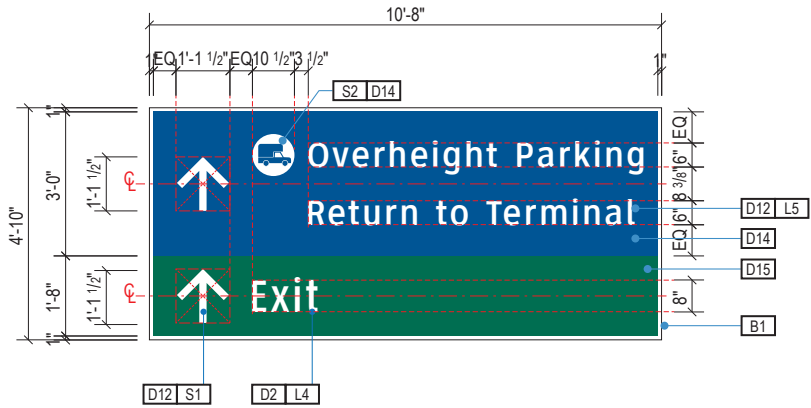 10'-8"
1" EQ 1'-1 1/2" EQ 10 1/2" 3 1/2" 1"
S2 D14
1" EQ
Overheight Parking 6"
1'-1 1/2" 3'-0" CL 8 3/8"
4'-10" Return to Terminal 6" D12 L5
EQ D14
D15
1'-1 1/2" 1'-8" CL Exit 8"
1" B1
D12 S1 D2 L4